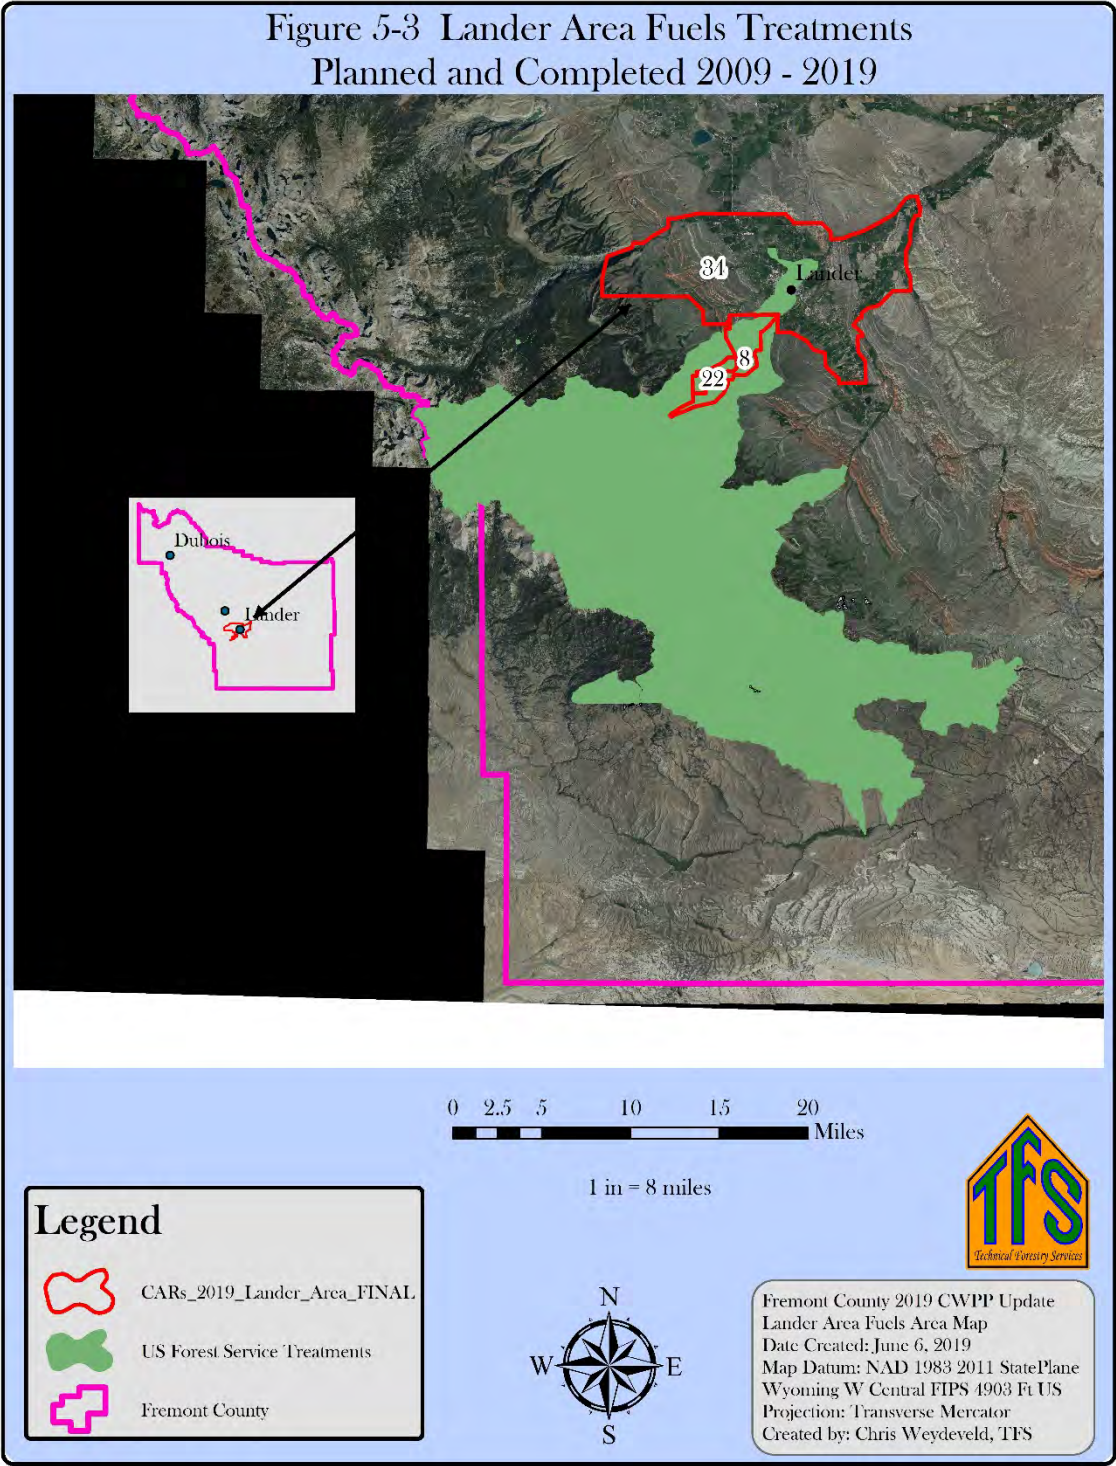 Figure 5-3 Lander Area Fuels Treatments
Planned and Completed 2009 - 2019
34
Lander
8
22
Dubois
Lander
0 2.5 5 10 15 20
Miles
1 in = 8 miles
TFS
Technical Forestry Services
Legend
CARs_2019_Lander_Area_FINAL
US Forest Service Treatments
Fremont County
N
W E
S
Fremont County 2019 CWPP Update
Lander Area Fuels Area Map
Date Created: June 6, 2019
Map Datum: NAD 1983 2011 StatePlane
Wyoming W Central FIPS 4903 Ft US
Projection: Transverse Mercator
Created by: Chris Weydeveld, TFS